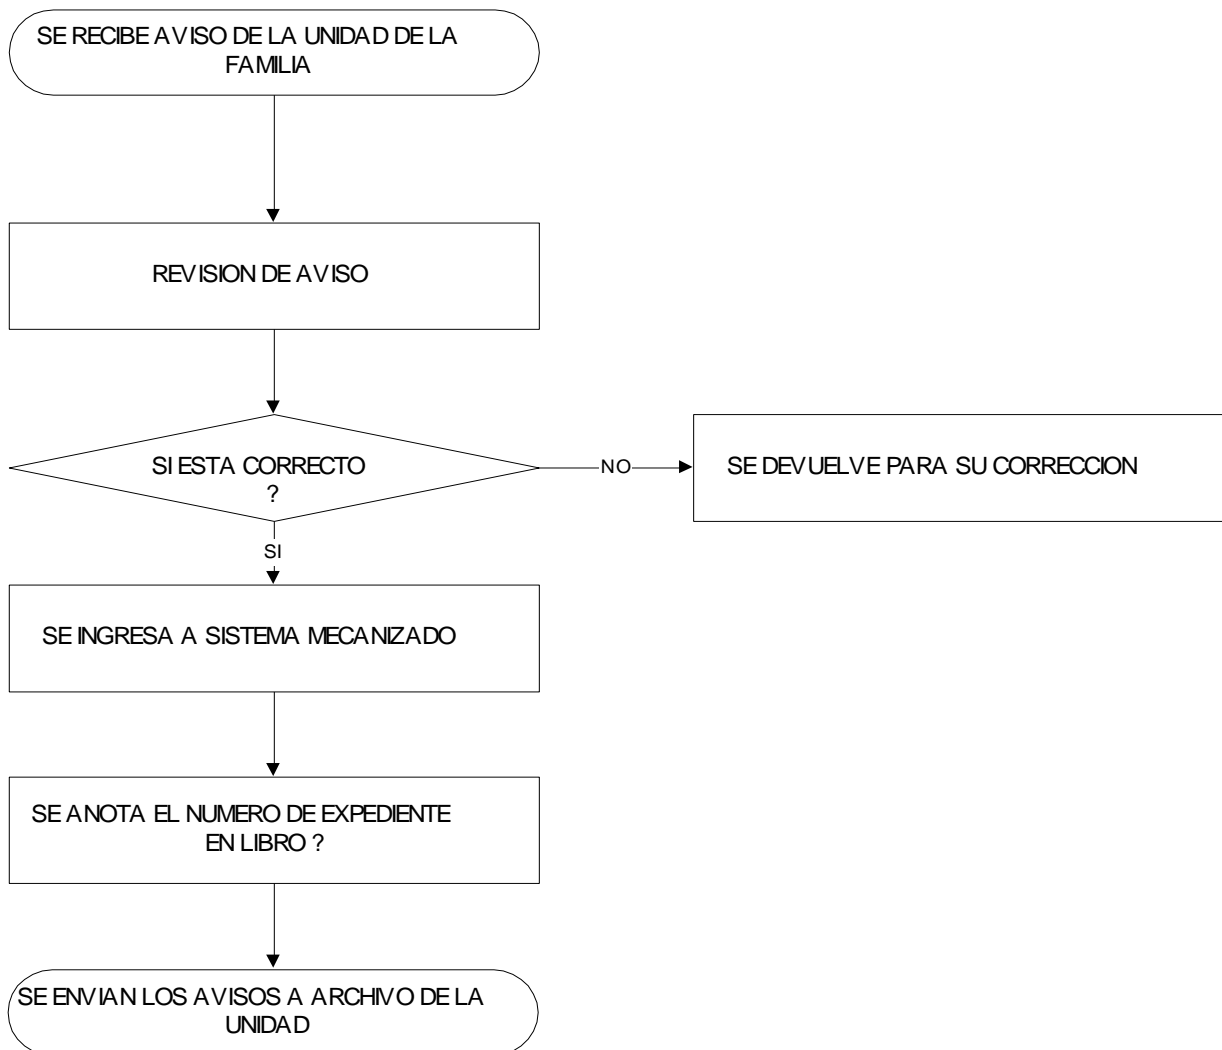 SE RECIBE AVISO DE LA UNIDAD DE LA
FAMILIA
REVISION DE AVISO
SI ESTA CORRECTO
?
NO
SE DEVUELVE PARA SU CORRECCION
SI
SE INGRESA A SISTEMA MECANIZADO
SE ANOTA EL NUMERO DE EXPEDIENTE
EN LIBRO ?
SE ENVIAN LOS AVISOS A ARCHIVO DE LA
UNIDAD